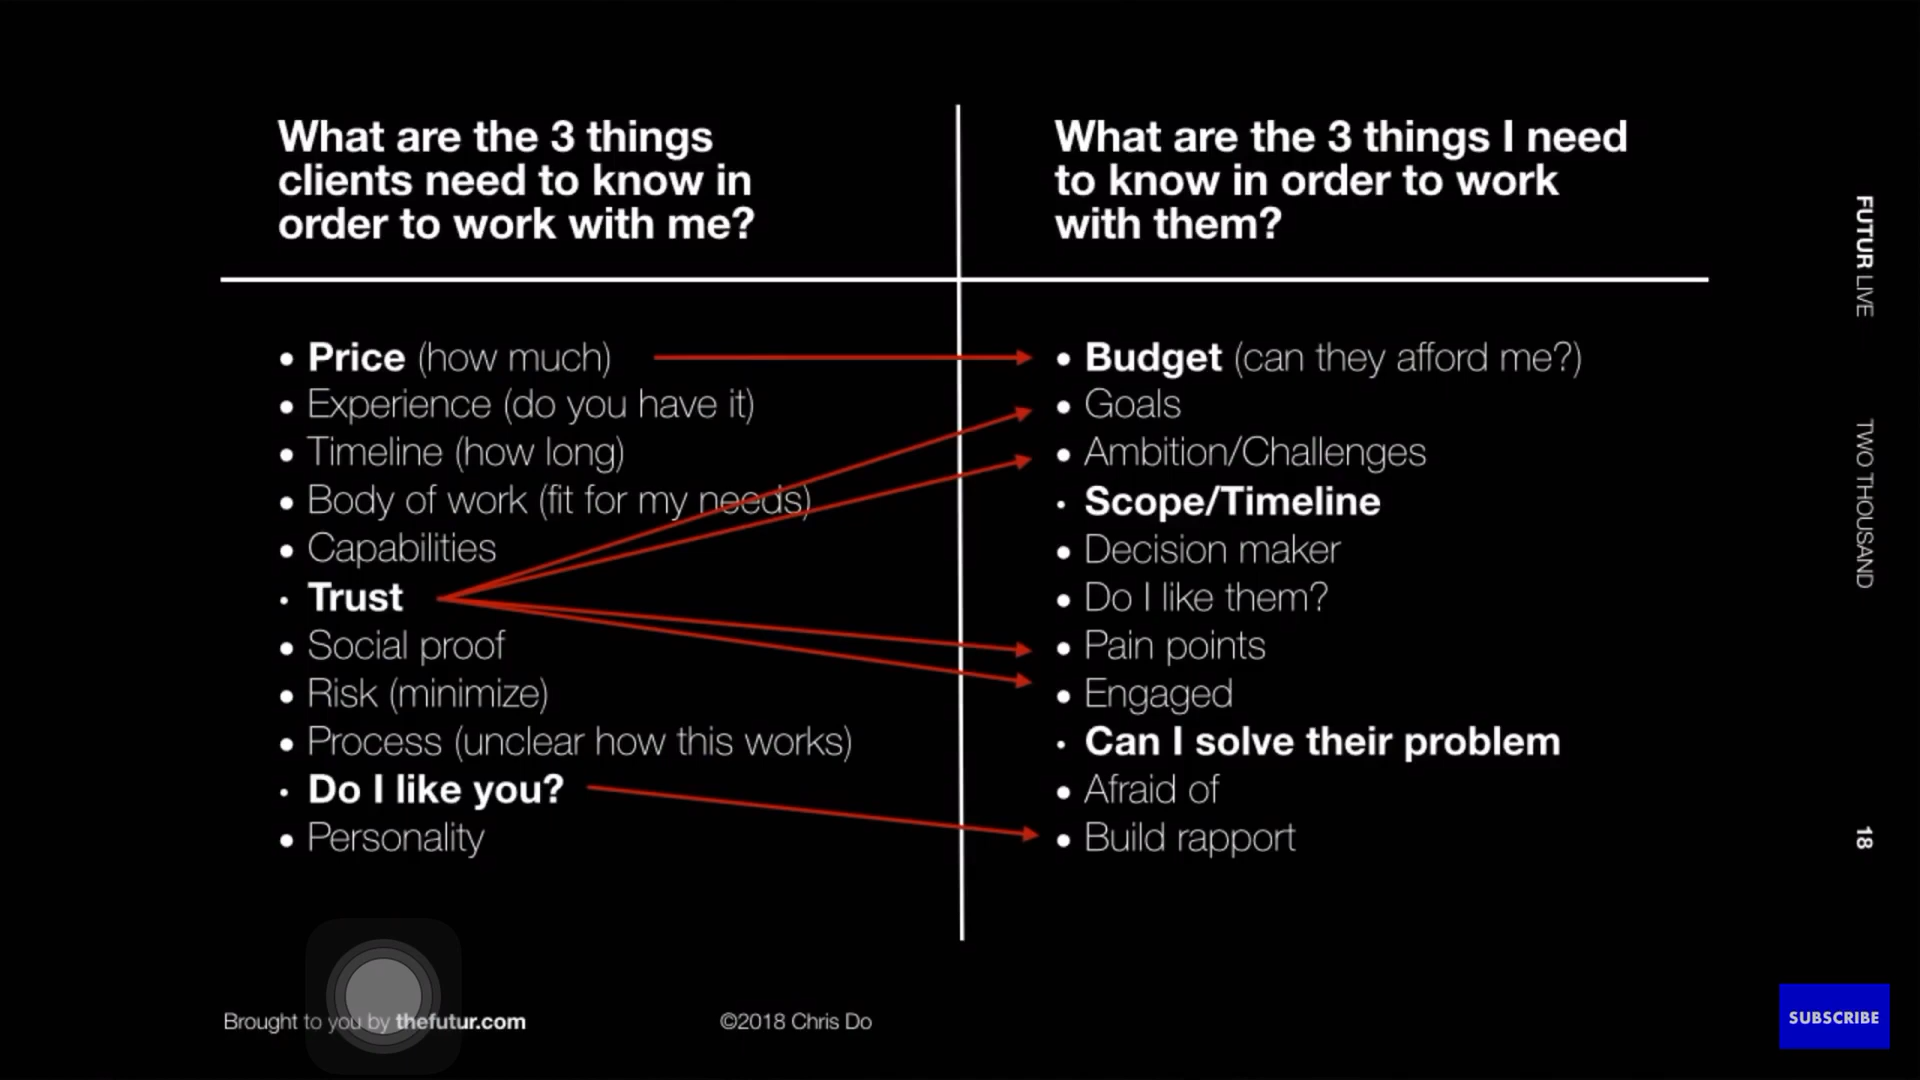 What are the 3 things
clients need to know in
order to work with me?
What are the 3 things I need
to know in order to work
with them?
• Price (how much)
• Experience (do you have it)
• Timeline (how long)
• Body of work (fit for my needs)
• Capabilities
• Trust
• Social proof
• Risk (minimize)
• Process (unclear how this works)
• Do I like you?
• Personality
• Budget (can they afford me?)
• Goals
• Ambition/Challenges
• Scope/Timeline
• Decision maker
• Do I like them?
• Pain points
• Engaged
• Can I solve their problem
• Afraid of
• Build rapport
FUTUR LIVE
TWO THOUSAND
18
Brought to you by thefutur.com
©2018 Chris Do
SUBSCRIBE